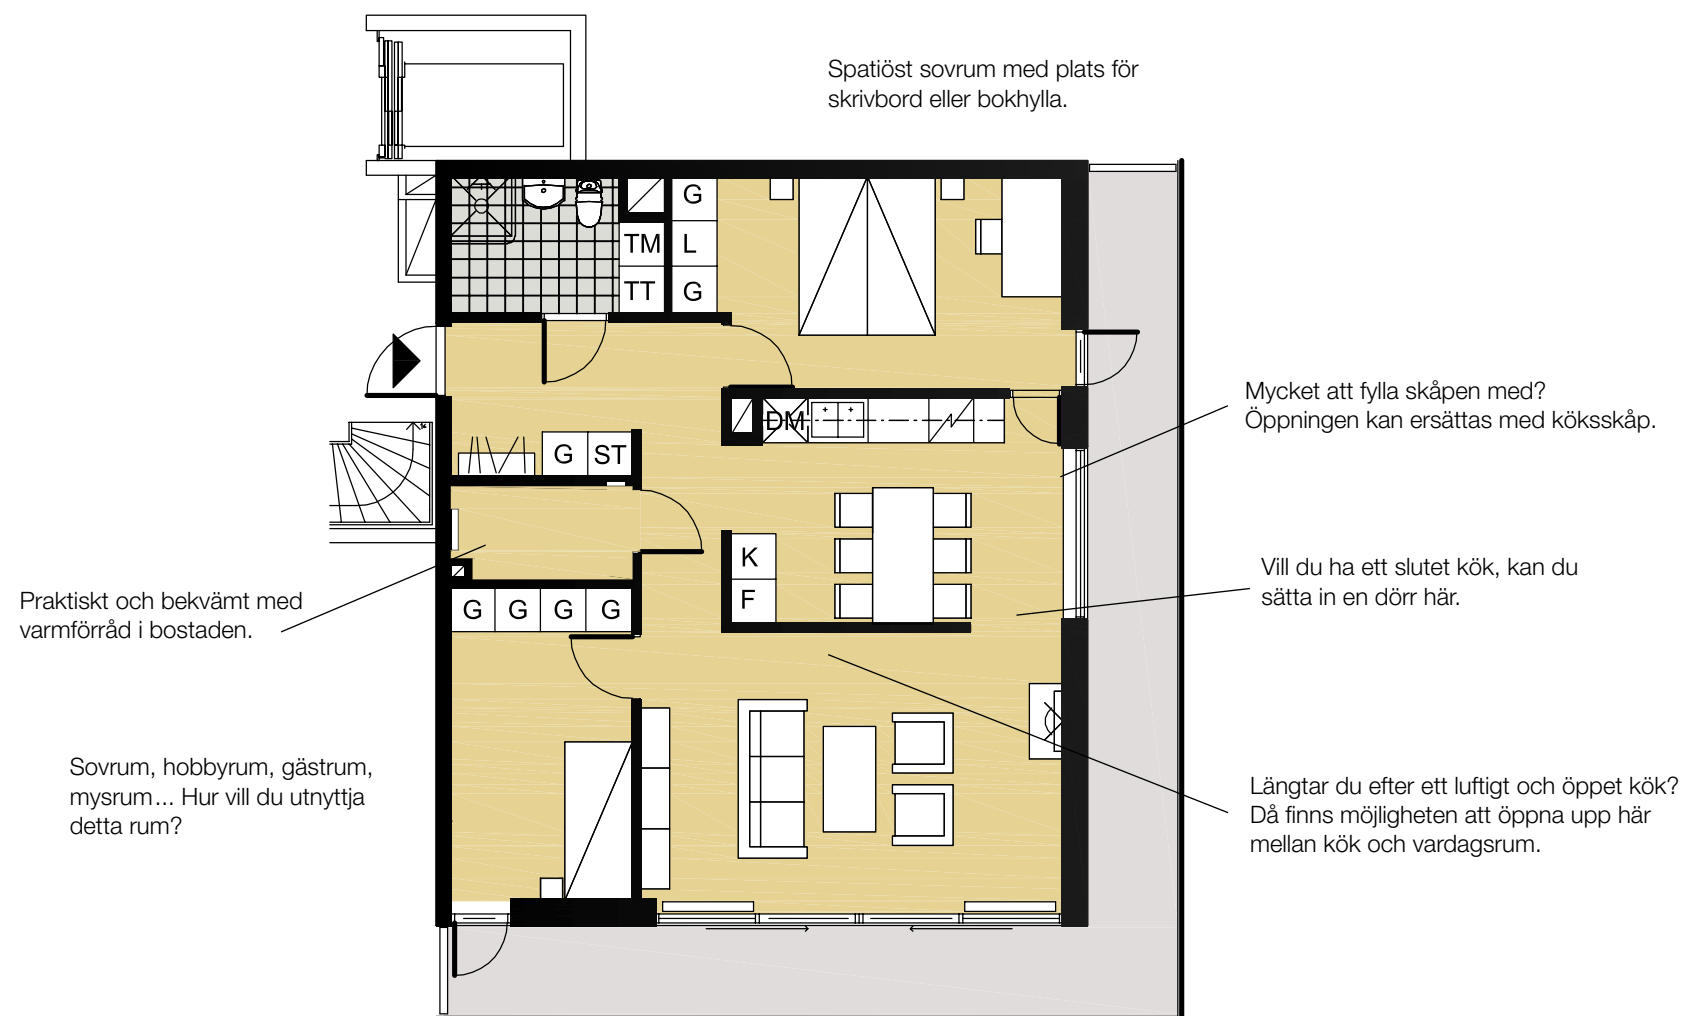 Spatiöst sovrum med plats för
skrivbord eller bokhylla.
G
TM L
TT G
Mycket att fylla skåpen med?
Öppningen kan ersättas med köksskåp.
DM
G ST
K
F
Vill du ha ett slutet kök, kan du
sätta in en dörr här.
Praktiskt och bekvämt med
varmförråd i bostaden.
G G G G
Sovrum, hobbyrum, gästrum,
mysrum... Hur vill du utnyttja
detta rum?
Längtar du efter ett luftigt och öppet kök?
Då finns möjligheten att öppna upp här
mellan kök och vardagsrum.